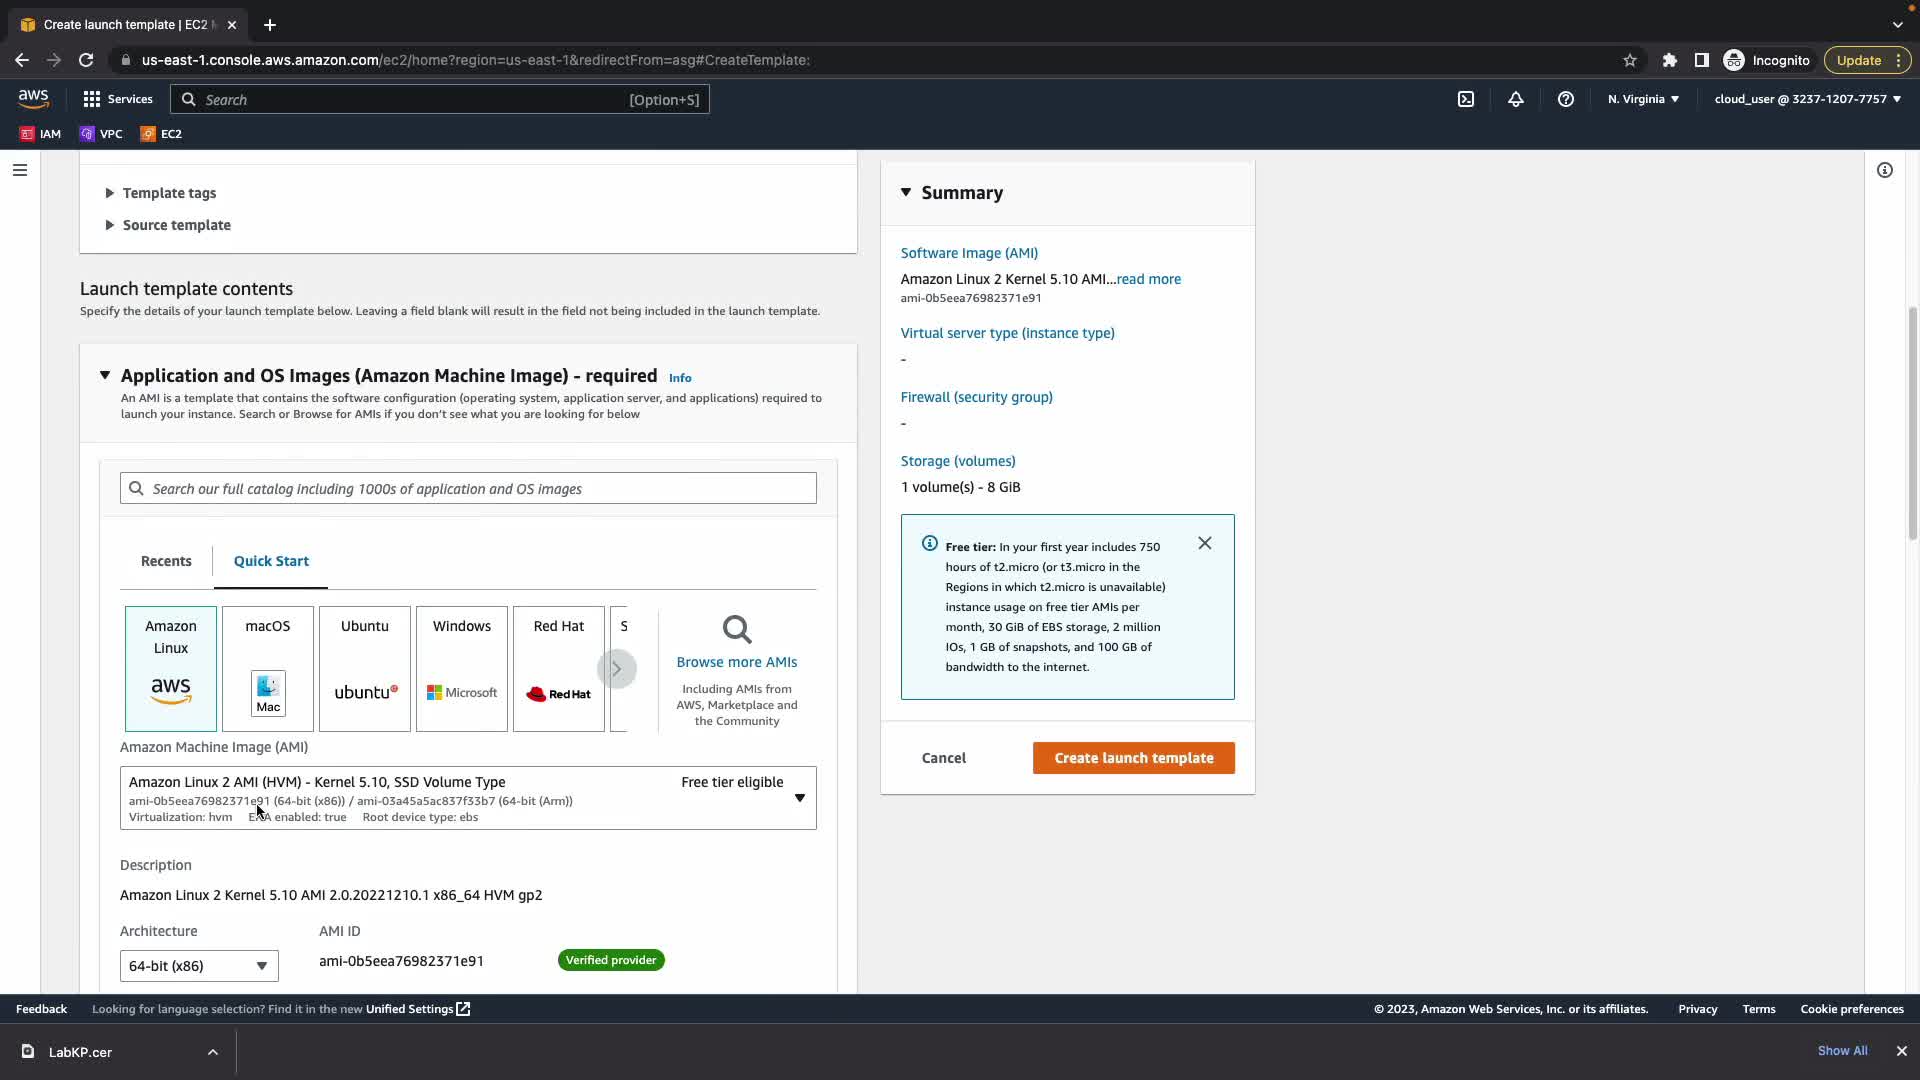 Create launch template | EC2
us-east-1.console.aws.amazon.com/ec2/home?region=us-east-1&redirectFrom=asg#CreateTemplate:
Incognito
Update
aws
Services
Search
[Option+S]
N. Virginia
cloud_user @ 3237-1207-7757
IAM
VPC
EC2
Template tags
Source template
Launch template contents
Specify the details of your launch template below. Leaving a field blank will result in the field not being included in the launch template.
Application and OS Images (Amazon Machine Image) - required Info
An AMI is a template that contains the software configuration (operating system, application server, and applications) required to
launch your instance. Search or Browse for AMIs if you don't see what you are looking for below
Search our full catalog including 1000s of application and OS images
Recents
Quick Start
Amazon
Linux
aws
macOS
Mac
Ubuntu
ubuntu
Windows
Microsoft
Red Hat
Red Hat
S
Browse more AMIs
Including AMIs from
AWS, Marketplace and
the Community
Amazon Machine Image (AMI)
Amazon Linux 2 AMI (HVM) - Kernel 5.10, SSD Volume Type
Free tier eligible
ami-0b5eea76982371e91 (64-bit (x86)) / ami-03a45a5ac837f33b7 (64-bit (Arm))
Virtualization: hvm ENA enabled: true Root device type: ebs
Description
Amazon Linux 2 Kernel 5.10 AMI 2.0.20221210.1 x86_64 HVM gp2
Architecture
AMI ID
64-bit (x86)
ami-0b5eea76982371e91
Verified provider
Summary
Software Image (AMI)
Amazon Linux 2 Kernel 5.10 AMI...read more
ami-0b5eea76982371e91
Virtual server type (instance type)
-
Firewall (security group)
-
Storage (volumes)
1 volume(s) - 8 GiB
Free tier: In your first year includes 750
hours of t2.micro (or t3.micro in the
Regions in which t2.micro is unavailable)
instance usage on free tier AMIs per
month, 30 GiB of EBS storage, 2 million
IOs, 1 GB of snapshots, and 100 GB of
bandwidth to the internet.
Cancel
Create launch template
Feedback
Looking for language selection? Find it in the new Unified Settings
© 2023, Amazon Web Services, Inc. or its affiliates.
Privacy
Terms
Cookie preferences
LabKP.cer
Show All